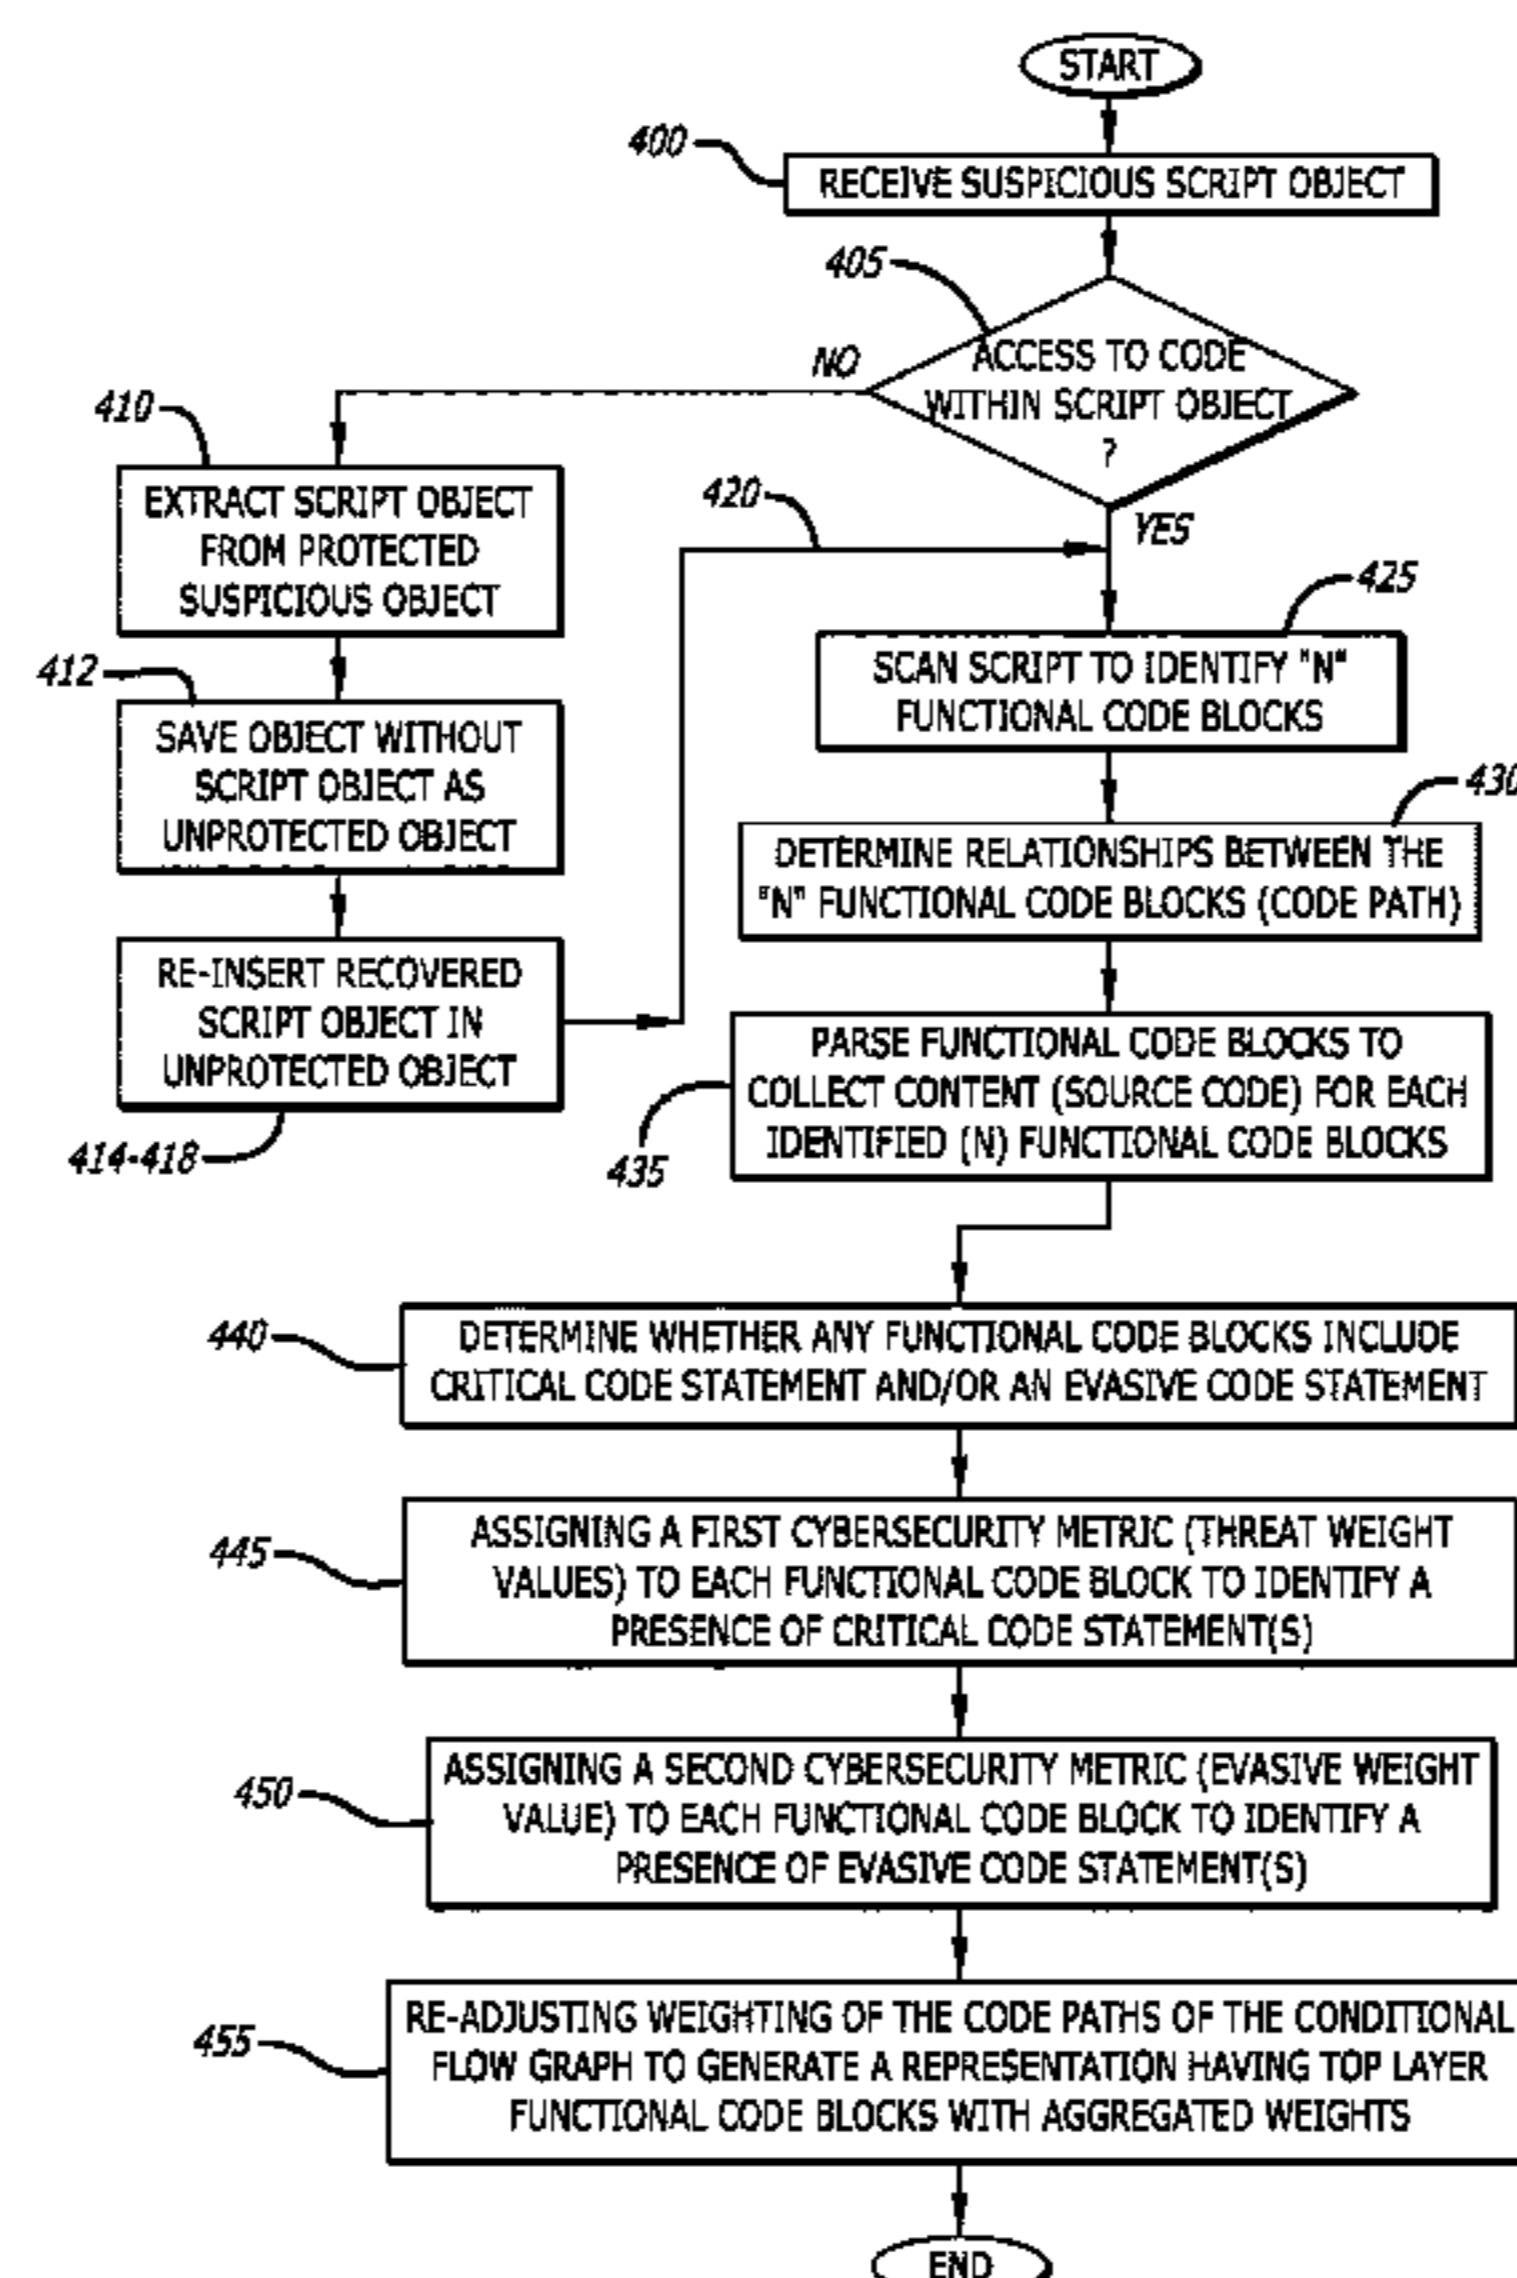 START
400
RECEIVE SUSPICIOUS SCRIPT OBJECT
405
ACCESS TO CODE
WITHIN SCRIPT OBJECT
?
NO
YES
410
EXTRACT SCRIPT OBJECT
FROM PROTECTED
SUSPICIOUS OBJECT
412
SAVE OBJECT WITHOUT
SCRIPT OBJECT AS
UNPROTECTED OBJECT
RE-INSERT RECOVERED
SCRIPT OBJECT IN
UNPROTECTED OBJECT
414-418
420
425
SCAN SCRIPT TO IDENTIFY "N"
FUNCTIONAL CODE BLOCKS
430
DETERMINE RELATIONSHIPS BETWEEN THE
"N" FUNCTIONAL CODE BLOCKS (CODE PATH)
PARSE FUNCTIONAL CODE BLOCKS TO
COLLECT CONTENT (SOURCE CODE) FOR EACH
IDENTIFIED (N) FUNCTIONAL CODE BLOCKS
435
440
DETERMINE WHETHER ANY FUNCTIONAL CODE BLOCKS INCLUDE
CRITICAL CODE STATEMENT AND/OR AN EVASIVE CODE STATEMENT
445
ASSIGNING A FIRST CYBERSECURITY METRIC (THREAT WEIGHT
VALUES) TO EACH FUNCTIONAL CODE BLOCK TO IDENTIFY A
PRESENCE OF CRITICAL CODE STATEMENT(S)
450
ASSIGNING A SECOND CYBERSECURITY METRIC (EVASIVE WEIGHT
VALUE) TO EACH FUNCTIONAL CODE BLOCK TO IDENTIFY A
PRESENCE OF EVASIVE CODE STATEMENT(S)
455
RE-ADJUSTING WEIGHTING OF THE CODE PATHS OF THE CONDITIONAL
FLOW GRAPH TO GENERATE A REPRESENTATION HAVING TOP LAYER
FUNCTIONAL CODE BLOCKS WITH AGGREGATED WEIGHTS
END